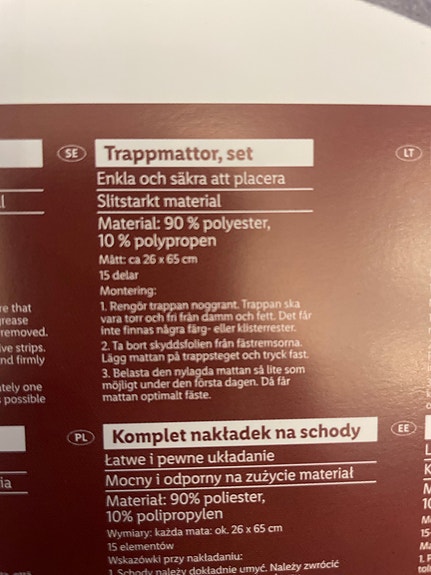 SE
Trappmattor, set
Enkla och säkra att placera
Slitstarkt material
Material: 90 % polyester,
10 % polypropen
Mått: ca 26 x 65 cm
15 delar
Montering:
1. Rengör trappan noggrant. Trappan ska
vara torr och fri från damm och fett. Det får
inte finnas några färg- eller klisterrester.
2. Ta bort skyddsfolien från fästremsorna.
Lägg mattan på trappsteget och tryck fast.
3. Belasta den nylagda mattan så lite som
möjligt under den första dagen. Då får
mattan optimalt fäste.
LT
re that
removed.
ve strips.
nd firmly
ately one
possible
PL
Komplet nakładek na schody
Łatwe i pewne układanie
Mocny i odporny na zużycie materiał
Materiał: 90% poliester,
10% polipropylen
Wymiary: każda mata: ok. 26 x 65 cm
15 elementów
Wskazówki przy nakładaniu:
1. Schody należy dokładnie umyć. Należy zwrócić
EE